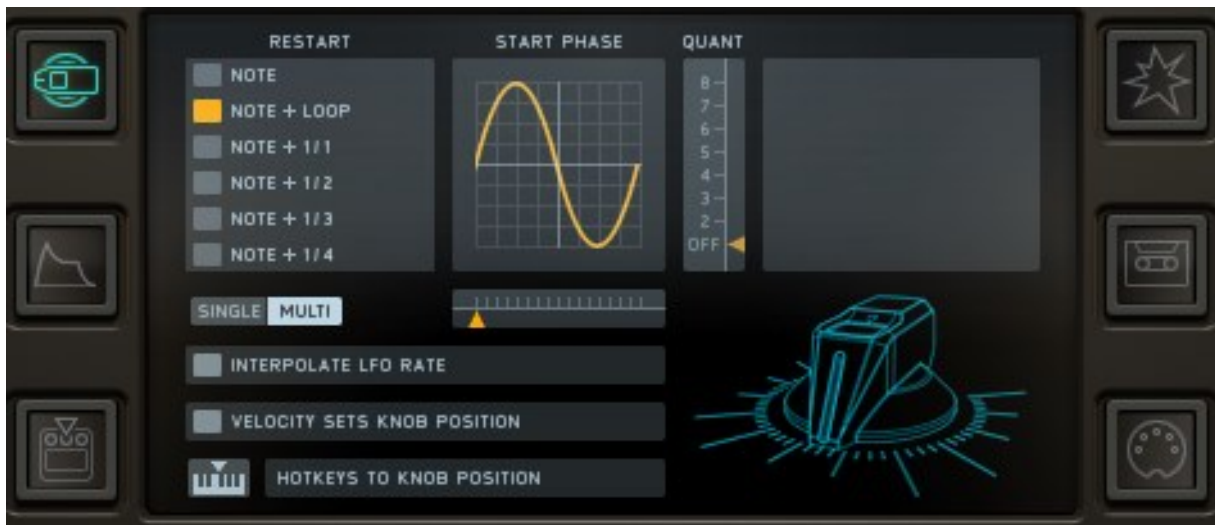 RESTART
START PHASE
QUANT
NOTE
NOTE + LOOP
NOTE + 1/1
NOTE + 1/2
NOTE + 1/3
NOTE + 1/4
8
7
6
5
4
3
2
OFF
SINGLE MULTI
INTERPOLATE LFO RATE
VELOCITY SETS KNOB POSITION
HOTKEYS TO KNOB POSITION